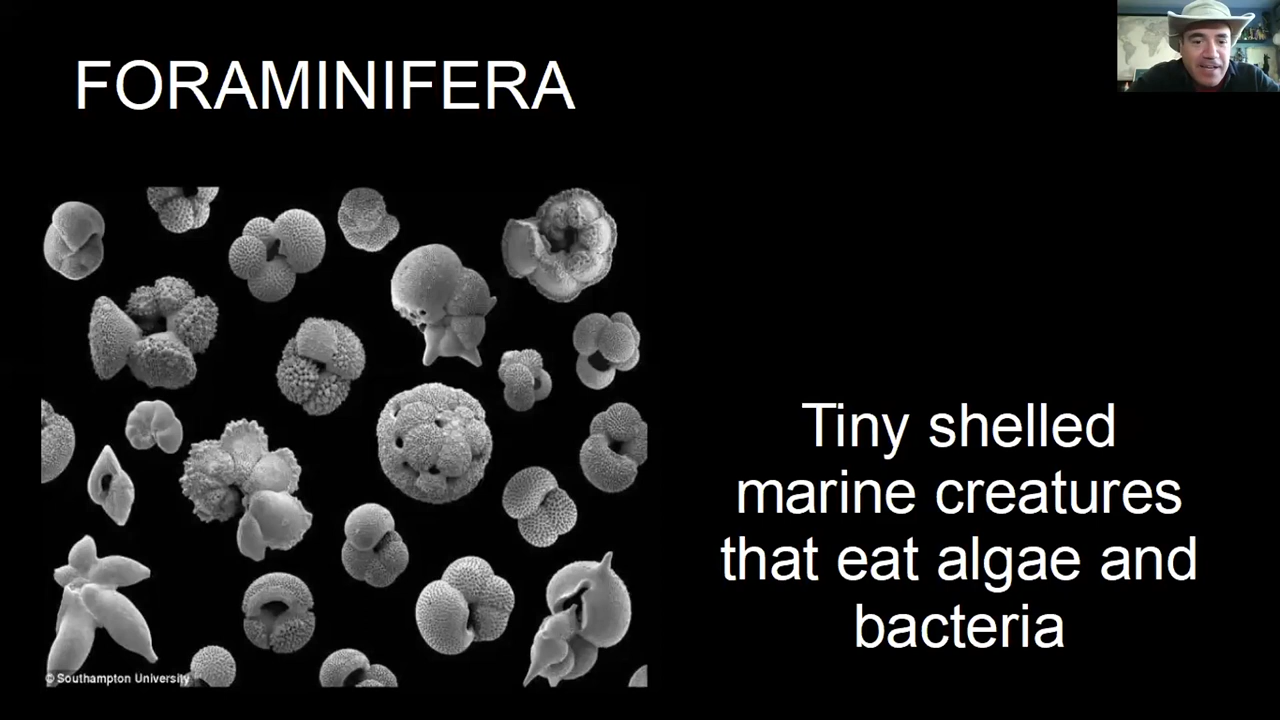 FORAMINIFERA
Tiny shelled
marine creatures
that eat algae and
bacteria
© Southampton University